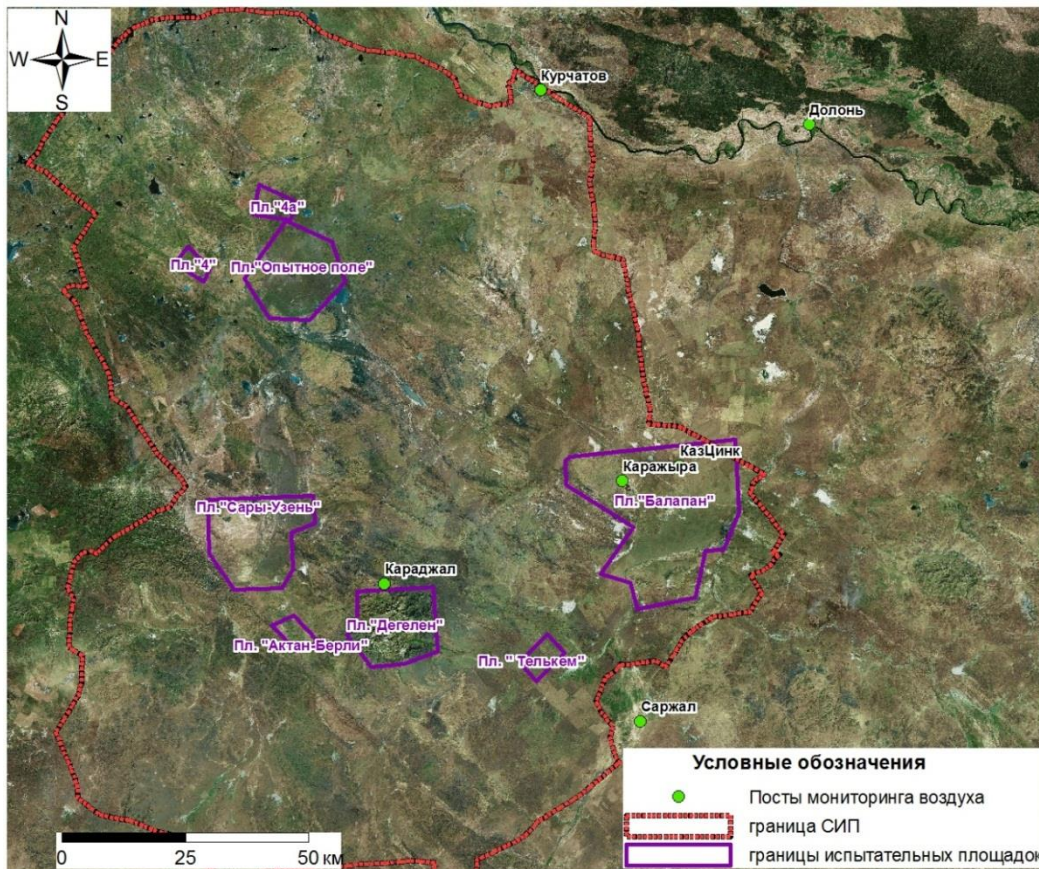 N
W E
S
Курчатов
Долонь
Пл."4а"
Пл."4"
Пл."Опытное поле"
КазЦинк
Каражыра
Пл."Балапан"
Пл."Сары-Узень"
Караджал
Пл."Дегелен"
Пл. "Актан-Берли"
Пл. " Телькем"
Саржал
Условные обозначения
Посты мониторинга воздуха
граница СИП
границы испытательных площадок
0 25 50 км